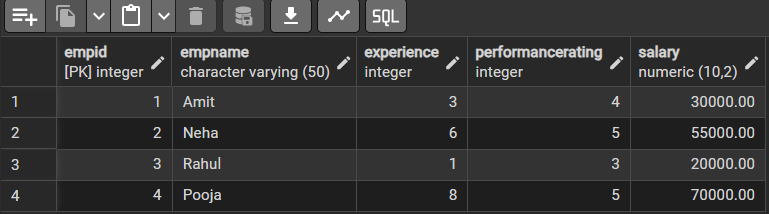 SQL
empid empname experience performancerating salary
[PK] integer character varying (50) integer integer numeric (10,2)
1 1 Amit 3 4 30000.00
2 2 Neha 6 5 55000.00
3 3 Rahul 1 3 20000.00
4 4 Pooja 8 5 70000.00